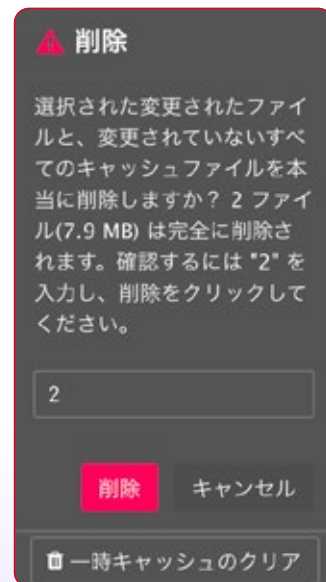 削除
選択された変更されたファイ
ルと、変更されていないすべ
てのキャッシュファイルを本
当に削除しますか? 2 ファイ
ル(7.9 MB) は完全に削除さ
れます。確認するには "2" を
入力し、削除をクリックして
ください。
2
削除 キャンセル
一時キャッシュのクリア